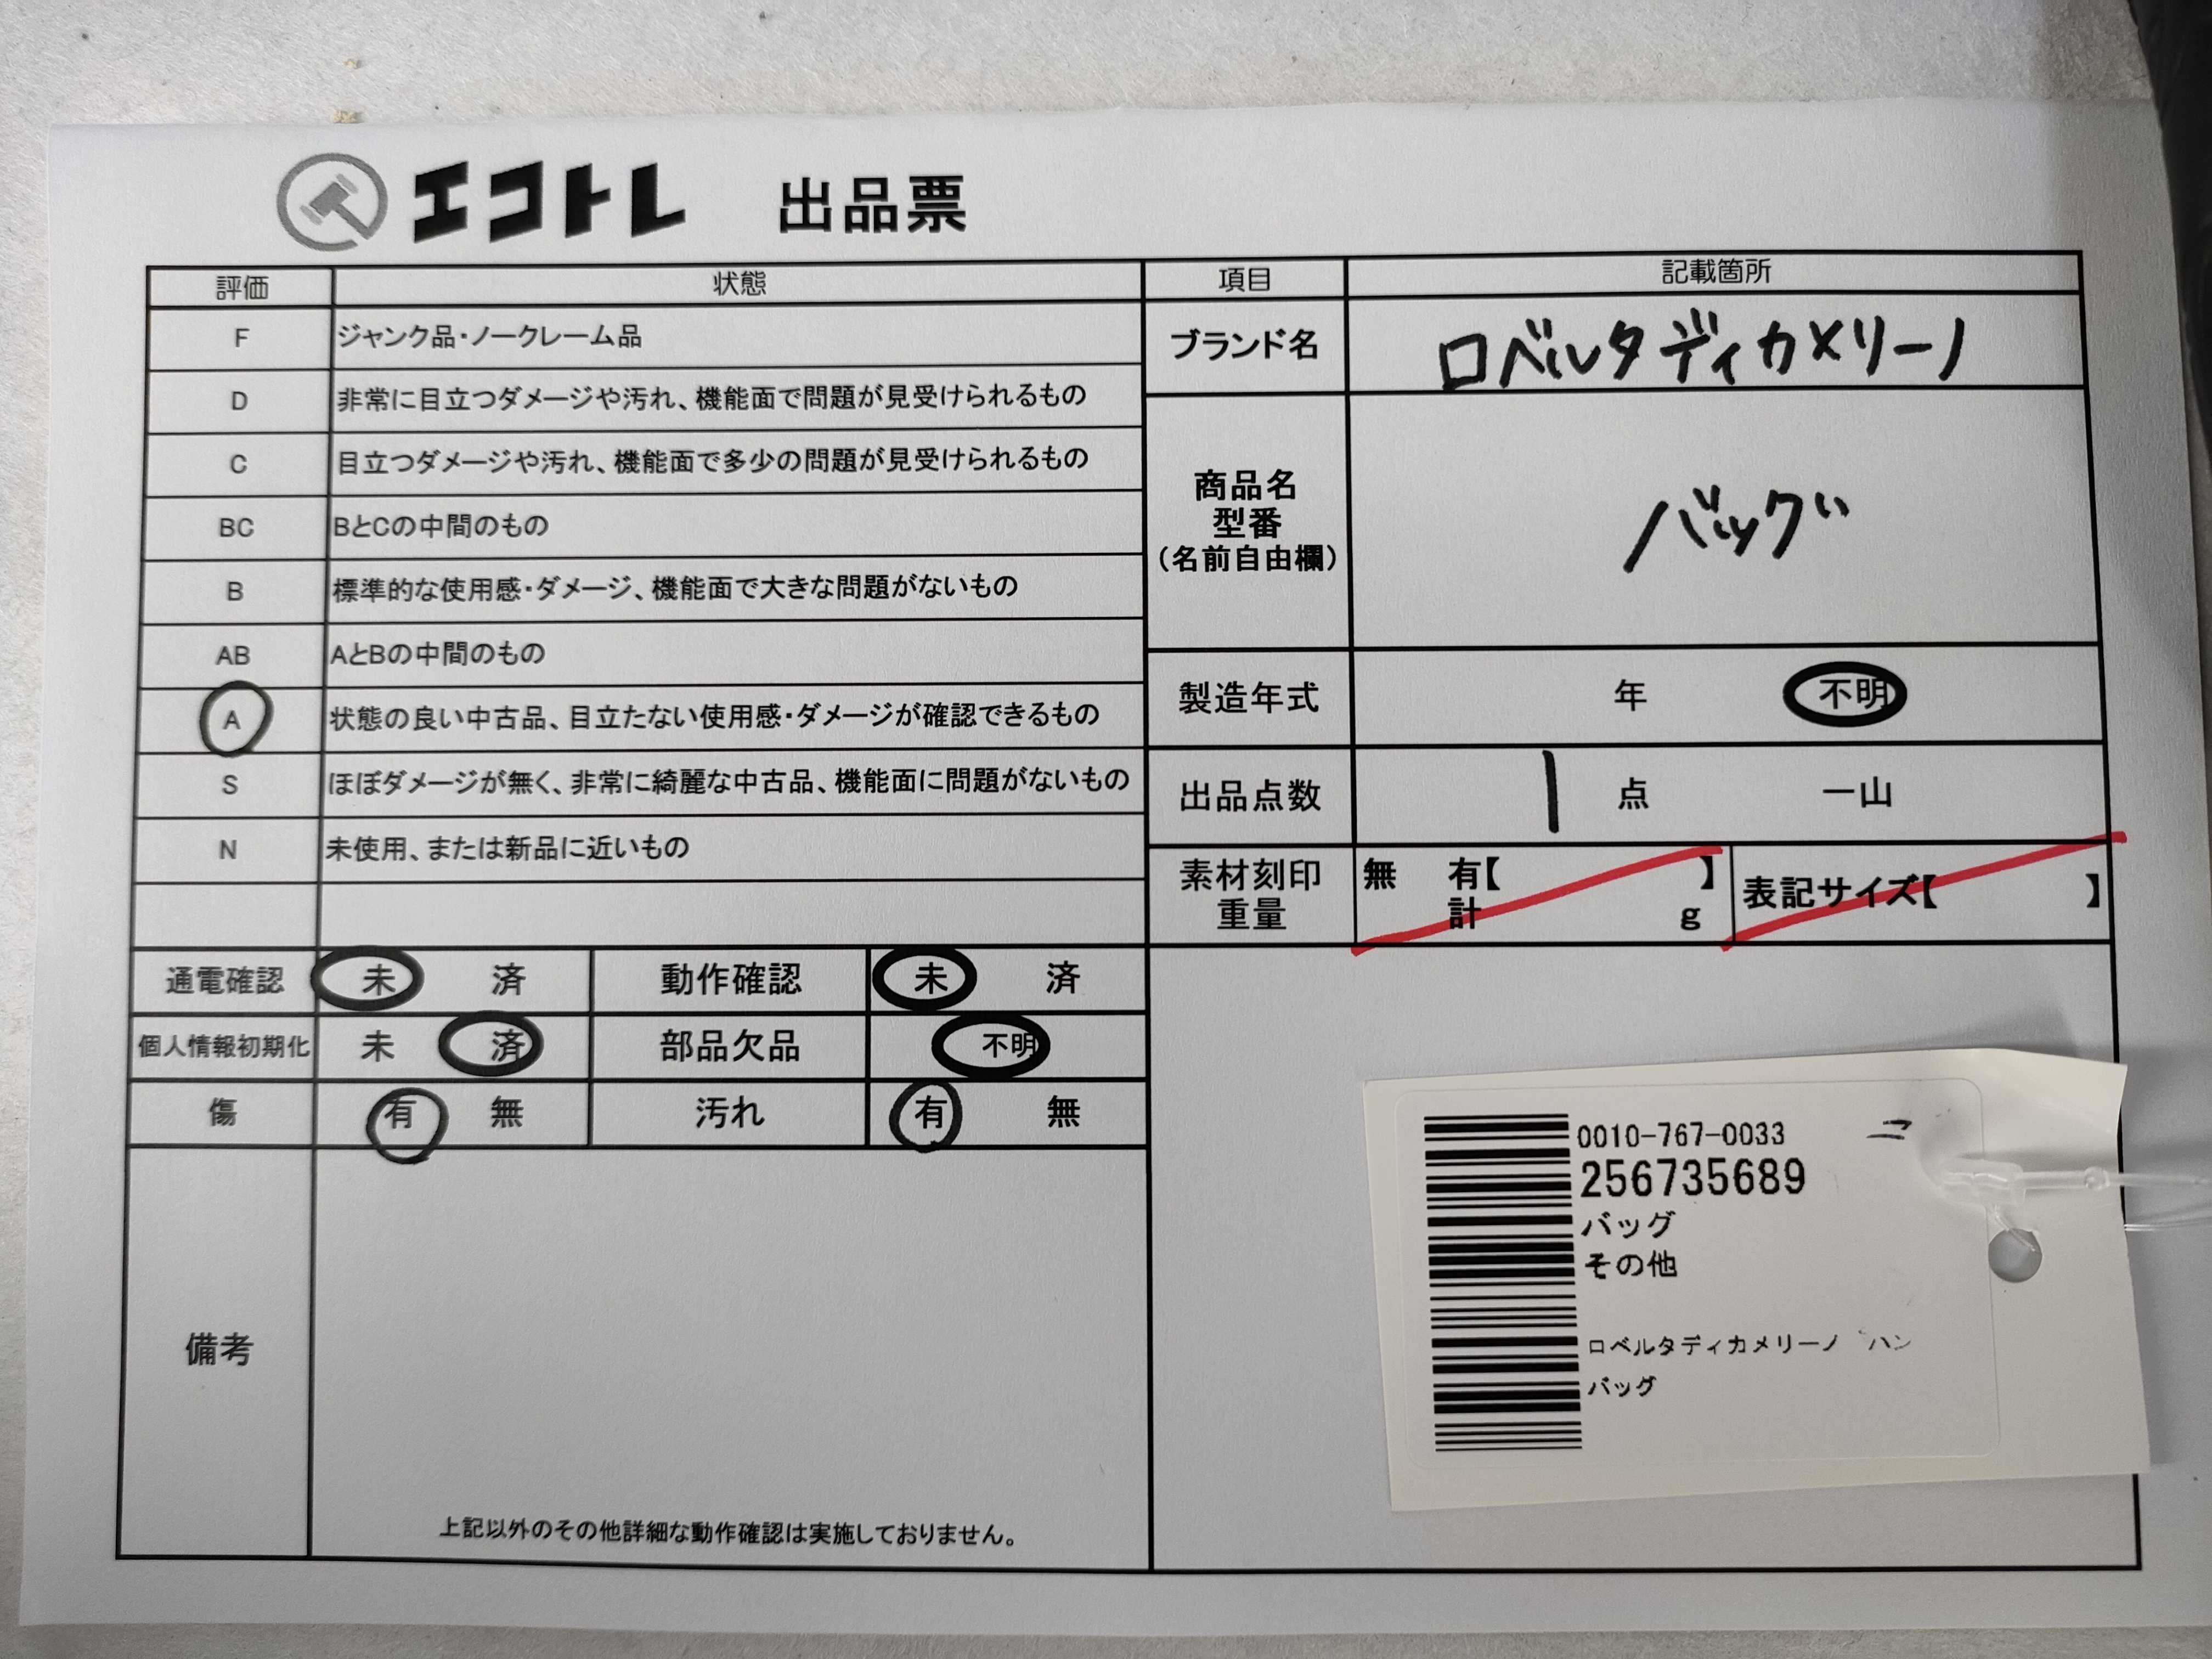 エコトレ 出品票
評価 状態
F ジャンク品・ノークレーム品
D 非常に目立つダメージや汚れ、機能面で問題が見受けられるもの
C 目立つダメージや汚れ、機能面で多少の問題が見受けられるもの
BC BとCの中間のもの
B 標準的な使用感・ダメージ、機能面で大きな問題がないもの
AB AとBの中間のもの
A 状態の良い中古品、目立たない使用感・ダメージが確認できるもの
S ほぼダメージが無く、非常に綺麗な中古品、機能面に問題がないもの
N 未使用、または新品に近いもの
通電確認 未 済 動作確認 未 済
個人情報初期化 未 済 部品欠品 不明
傷 有 無 汚れ 有 無
備考
上記以外のその他詳細な動作確認は実施しておりません。
項目 記載箇所
ブランド名 ロベルタディカメリーノ
商品名
型番
（名前自由欄）
バッグ
製造年式 年 不明
出品点数 1 点 一山
素材刻印
重量
無 有【 】
計 g
表記サイズ【 】
0010-767-0033
256735689
バッグ
その他
ロベルタディカメリーノ ハン
バッグ